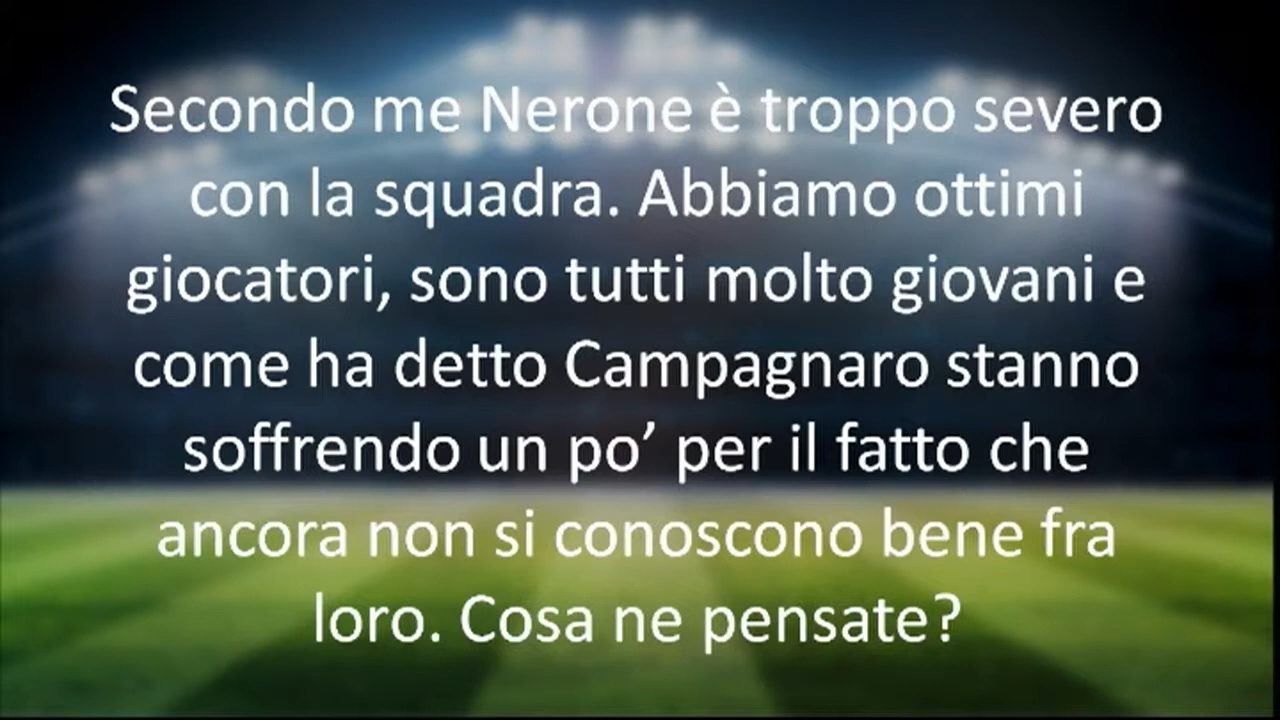 Secondo me Nerone è troppo severo
con la squadra. Abbiamo ottimi
giocatori, sono tutti molto giovani e
come ha detto Campagnaro stanno
soffrendo un po’ per il fatto che
ancora non si conoscono bene fra
loro. Cosa ne pensate?